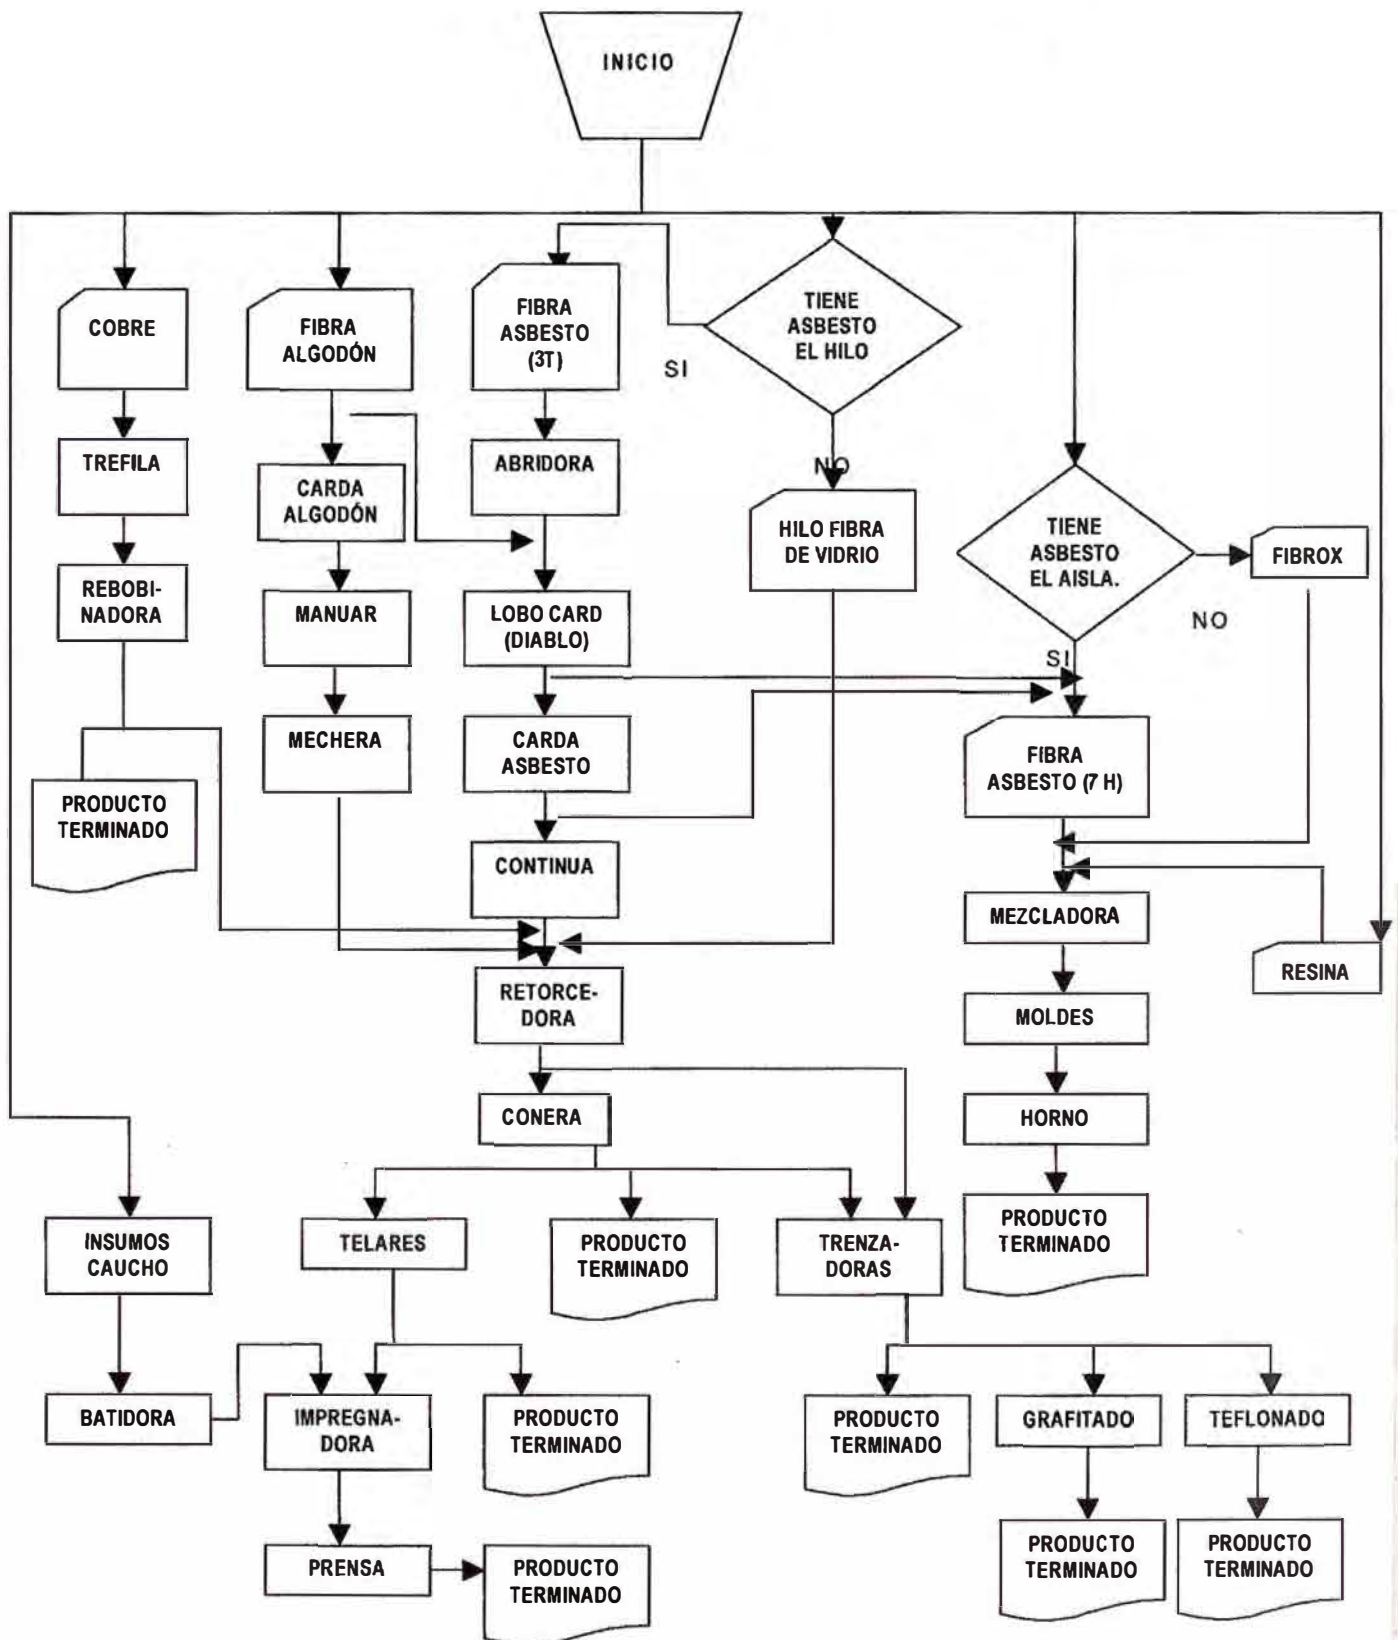 INICIO
COBRE
FIBRA
ALGODÓN
FIBRA
ASBESTO
(3T)
TIENE
ASBESTO
EL HILO
SI
NO
TREFILA
CARDA
ALGODÓN
ABRIDORA
HILO FIBRA
DE VIDRIO
TIENE
ASBESTO
EL AISLA.
FIBROX
NO
SI
REBOBI-
NADORA
MANUAR
LOBO CARD
(DIABLO)
MECHERA
CARDA
ASBESTO
FIBRA
ASBESTO (7 H)
PRODUCTO
TERMINADO
CONTINUA
MEZCLADORA
RESINA
RETORCE-
DORA
MOLDES
CONERA
HORNO
INSUMOS
CAUCHO
TELARES
PRODUCTO
TERMINADO
TRENZA-
DORAS
PRODUCTO
TERMINADO
BATIDORA
IMPREGNA-
DORA
PRODUCTO
TERMINADO
PRODUCTO
TERMINADO
GRAFITADO
TEFLONADO
PRENSA
PRODUCTO
TERMINADO
PRODUCTO
TERMINADO
PRODUCTO
TERMINADO